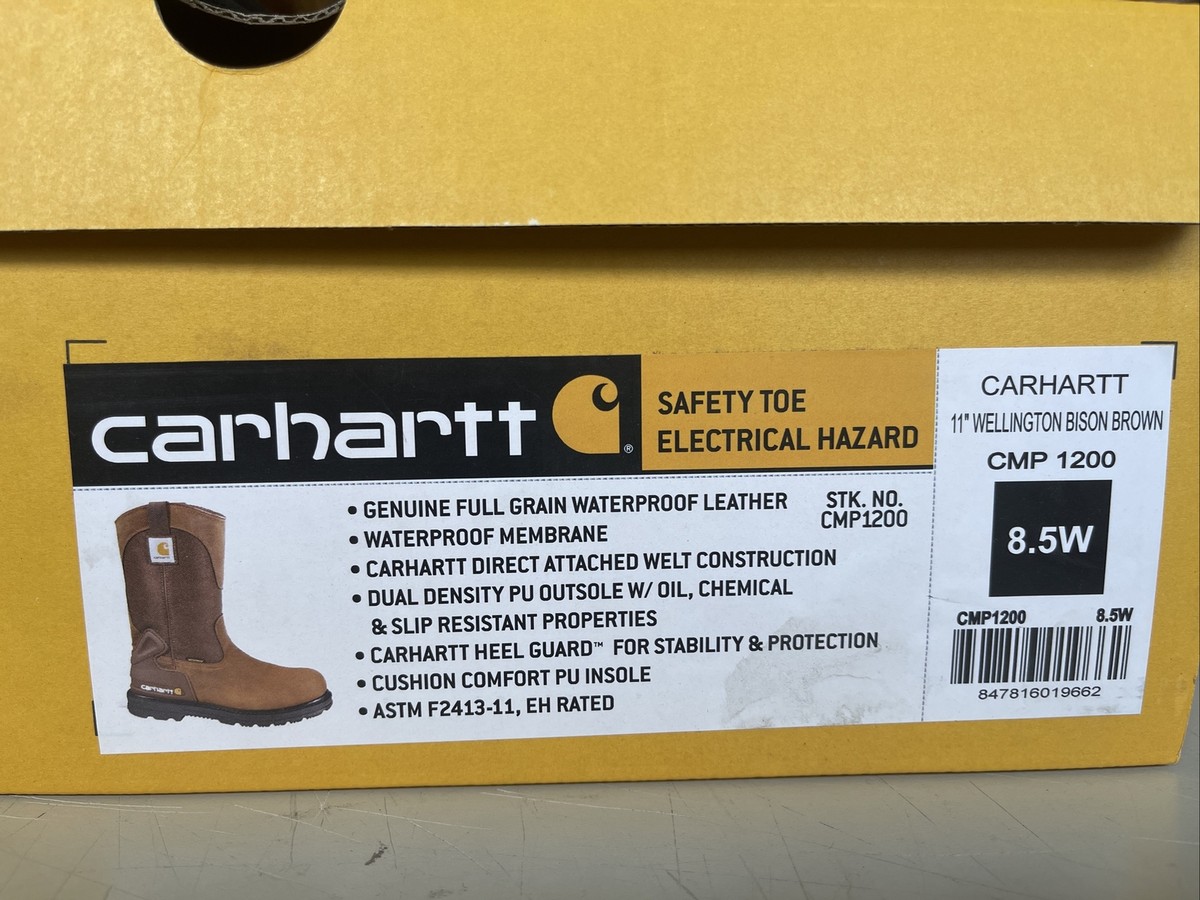 carhartt ®
SAFETY TOE
ELECTRICAL HAZARD
• GENUINE FULL GRAIN WATERPROOF LEATHER
• WATERPROOF MEMBRANE
• CARHARTT DIRECT ATTACHED WELT CONSTRUCTION
• DUAL DENSITY PU OUTSOLE W/ OIL, CHEMICAL
& SLIP RESISTANT PROPERTIES
• CARHARTT HEEL GUARD™ FOR STABILITY & PROTECTION
• CUSHION COMFORT PU INSOLE
• ASTM F2413-11, EH RATED
STK. NO.
CMP1200
carhartt
carhartt
CARHARTT
11" WELLINGTON BISON BROWN
CMP 1200
8.5W
CMP1200 8.5W
847816019662